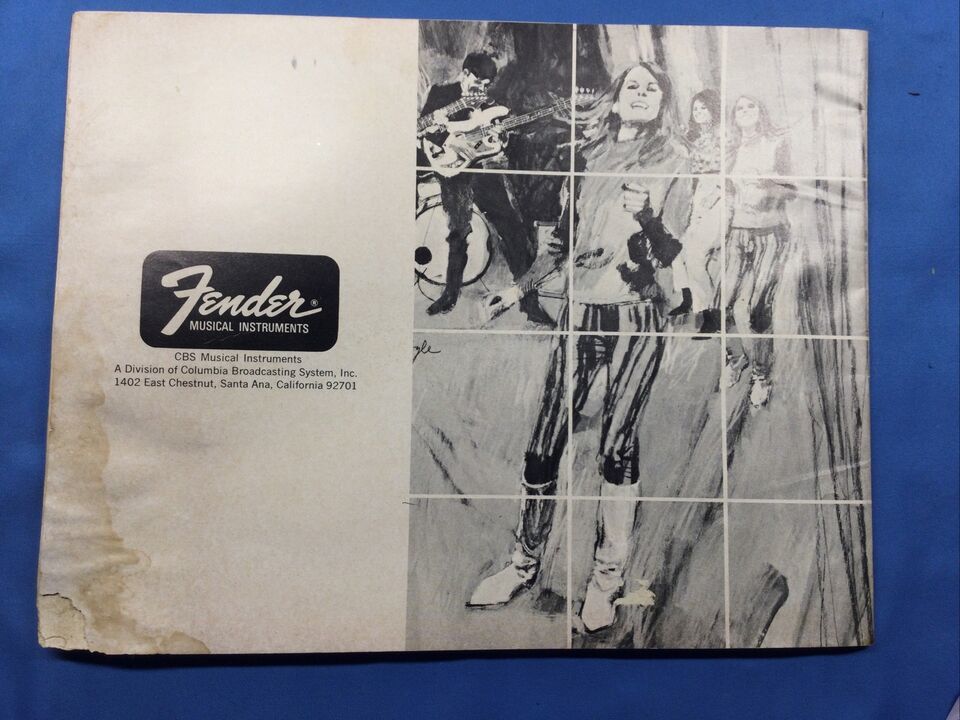 Fender®
MUSICAL INSTRUMENTS
CBS Musical Instruments
A Division of Columbia Broadcasting System, Inc.
1402 East Chestnut, Santa Ana, California 92701